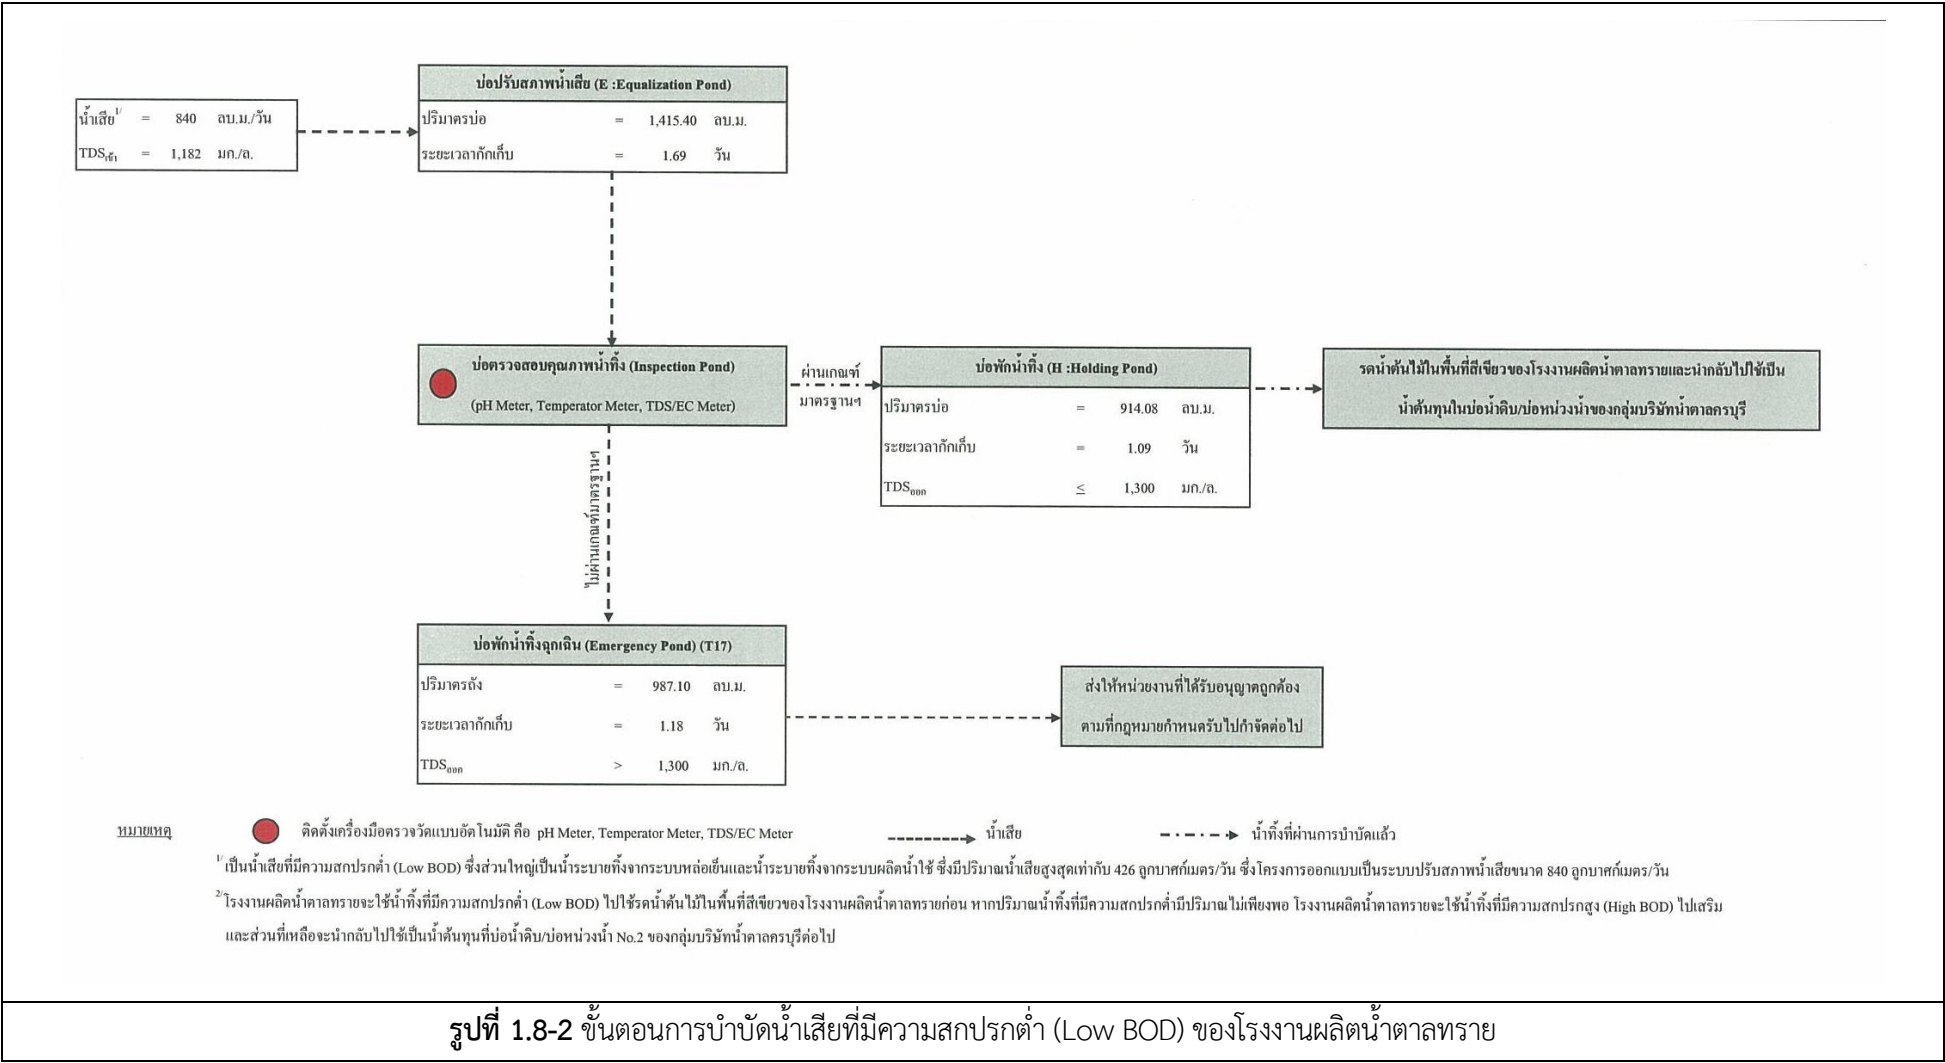 บ่อปรับสภาพน้ำเสีย (E :Equalization Pond)
น้ำเสีย1/ = 840 ลบ.ม./วัน
TDSเข้า = 1,182 มก./ล.
ปริมาตรบ่อ = 1,415.40 ลบ.ม.
ระยะเวลากักเก็บ = 1.69 วัน
บ่อตรวจสอบคุณภาพน้ำทิ้ง (Inspection Pond)
(pH Meter, Temperator Meter, TDS/EC Meter)
ผ่านเกณฑ์
มาตรฐานฯ
บ่อพักน้ำทิ้ง (H :Holding Pond)
ปริมาตรบ่อ = 914.08 ลบ.ม.
ระยะเวลากักเก็บ = 1.09 วัน
TDSออก ≤ 1,300 มก./ล.
รดน้ำต้นไม้ในพื้นที่สีเขียวของโรงงานผลิตน้ำตาลทรายและนำกลับไปใช้เป็น
น้ำต้นทุนในบ่อน้ำดิบ/บ่อหน่วงน้ำของกลุ่มบริษัทน้ำตาลครบุรี
ไม่ผ่านเกณฑ์มาตรฐานฯ
บ่อพักน้ำทิ้งฉุกเฉิน (Emergency Pond) (T17)
ปริมาตรถัง = 987.10 ลบ.ม.
ระยะเวลากักเก็บ = 1.18 วัน
TDSออก > 1,300 มก./ล.
ส่งให้หน่วยงานที่ได้รับอนุญาตถูกต้อง
ตามที่กฎหมายกำหนดรับไปกำจัดต่อไป
หมายเหตุ ติดตั้งเครื่องมือตรวจวัดแบบอัตโนมัติ คือ pH Meter, Temperator Meter, TDS/EC Meter น้ำเสีย น้ำทิ้งที่ผ่านการบำบัดแล้ว
1/ เป็นน้ำเสียที่มีความสกปรกต่ำ (Low BOD) ซึ่งส่วนใหญ่เป็นน้ำระบายทิ้งจากระบบหล่อเย็นและน้ำระบายทิ้งจากระบบผลิตน้ำใช้ ซึ่งมีปริมาณน้ำเสียสูงสุดเท่ากับ 426 ลูกบาศก์เมตร/วัน ซึ่งโครงการออกแบบเป็นระบบปรับสภาพน้ำเสียขนาด 840 ลูกบาศก์เมตร/วัน
2/ โรงงานผลิตน้ำตาลทรายจะใช้น้ำทิ้งที่มีความสกปรกต่ำ (Low BOD) ไปใช้รดน้ำต้นไม้ในพื้นที่สีเขียวของโรงงานผลิตน้ำตาลทรายก่อน หากปริมาณน้ำทิ้งที่มีความสกปรกต่ำมีปริมาณไม่เพียงพอ โรงงานผลิตน้ำตาลทรายจะใช้น้ำทิ้งที่มีความสกปรกสูง (High BOD) ไปเสริม
และส่วนที่เหลือจะนำกลับไปใช้เป็นน้ำต้นทุนที่บ่อน้ำดิบ/บ่อหน่วงน้ำ No.2 ของกลุ่มบริษัทน้ำตาลครบุรีต่อไป
รูปที่ 1.8-2 ขั้นตอนการบำบัดน้ำเสียที่มีความสกปรกต่ำ (Low BOD) ของโรงงานผลิตน้ำตาลทราย